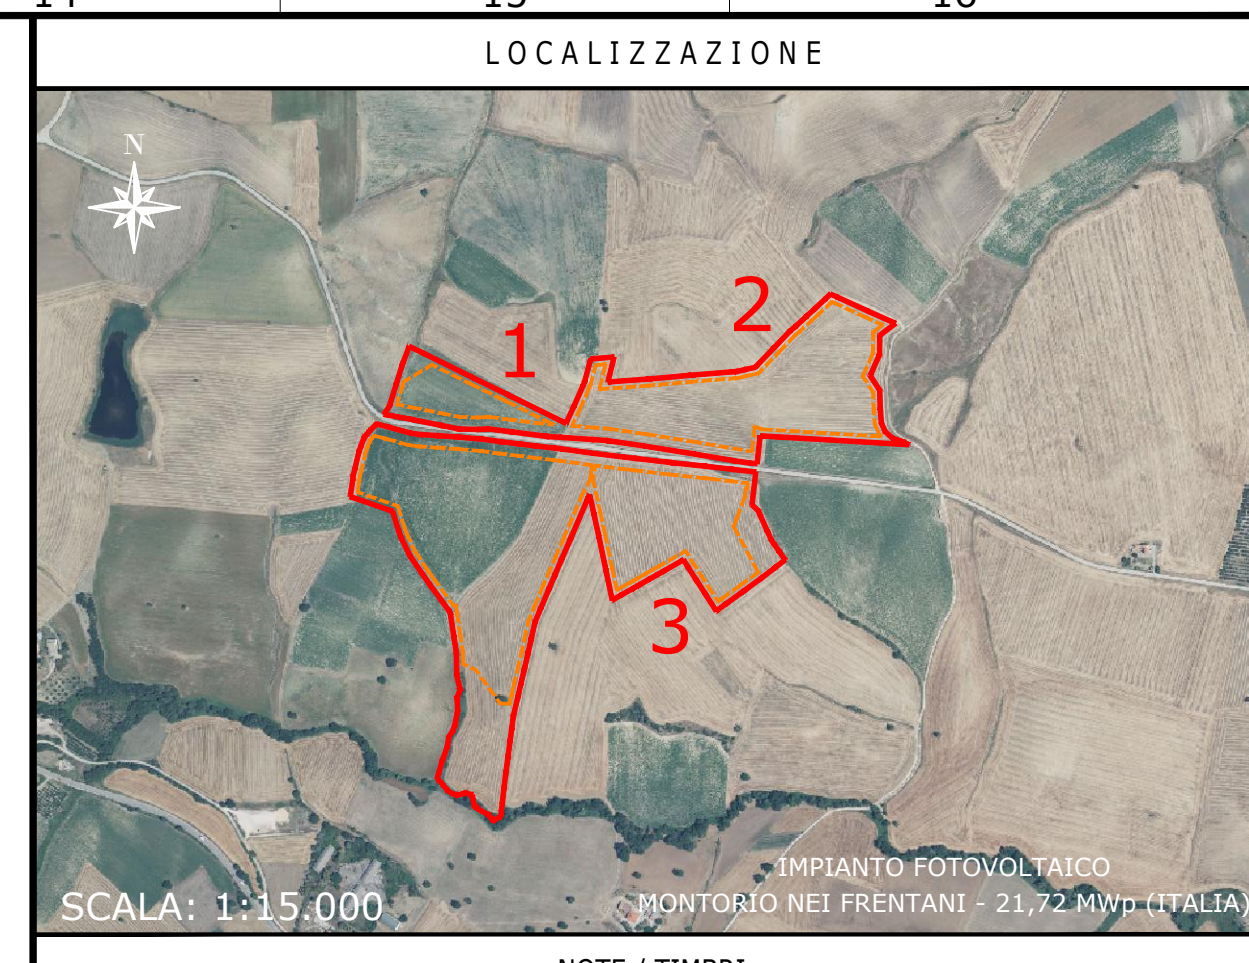 LOCALIZZAZIONE
N
2
1
3
IMPIANTO FOTOVOLTAICO
SCALA: 1:15.000
MONTORIO NEI FRENTANI - 21,72 MWp (ITALIA)